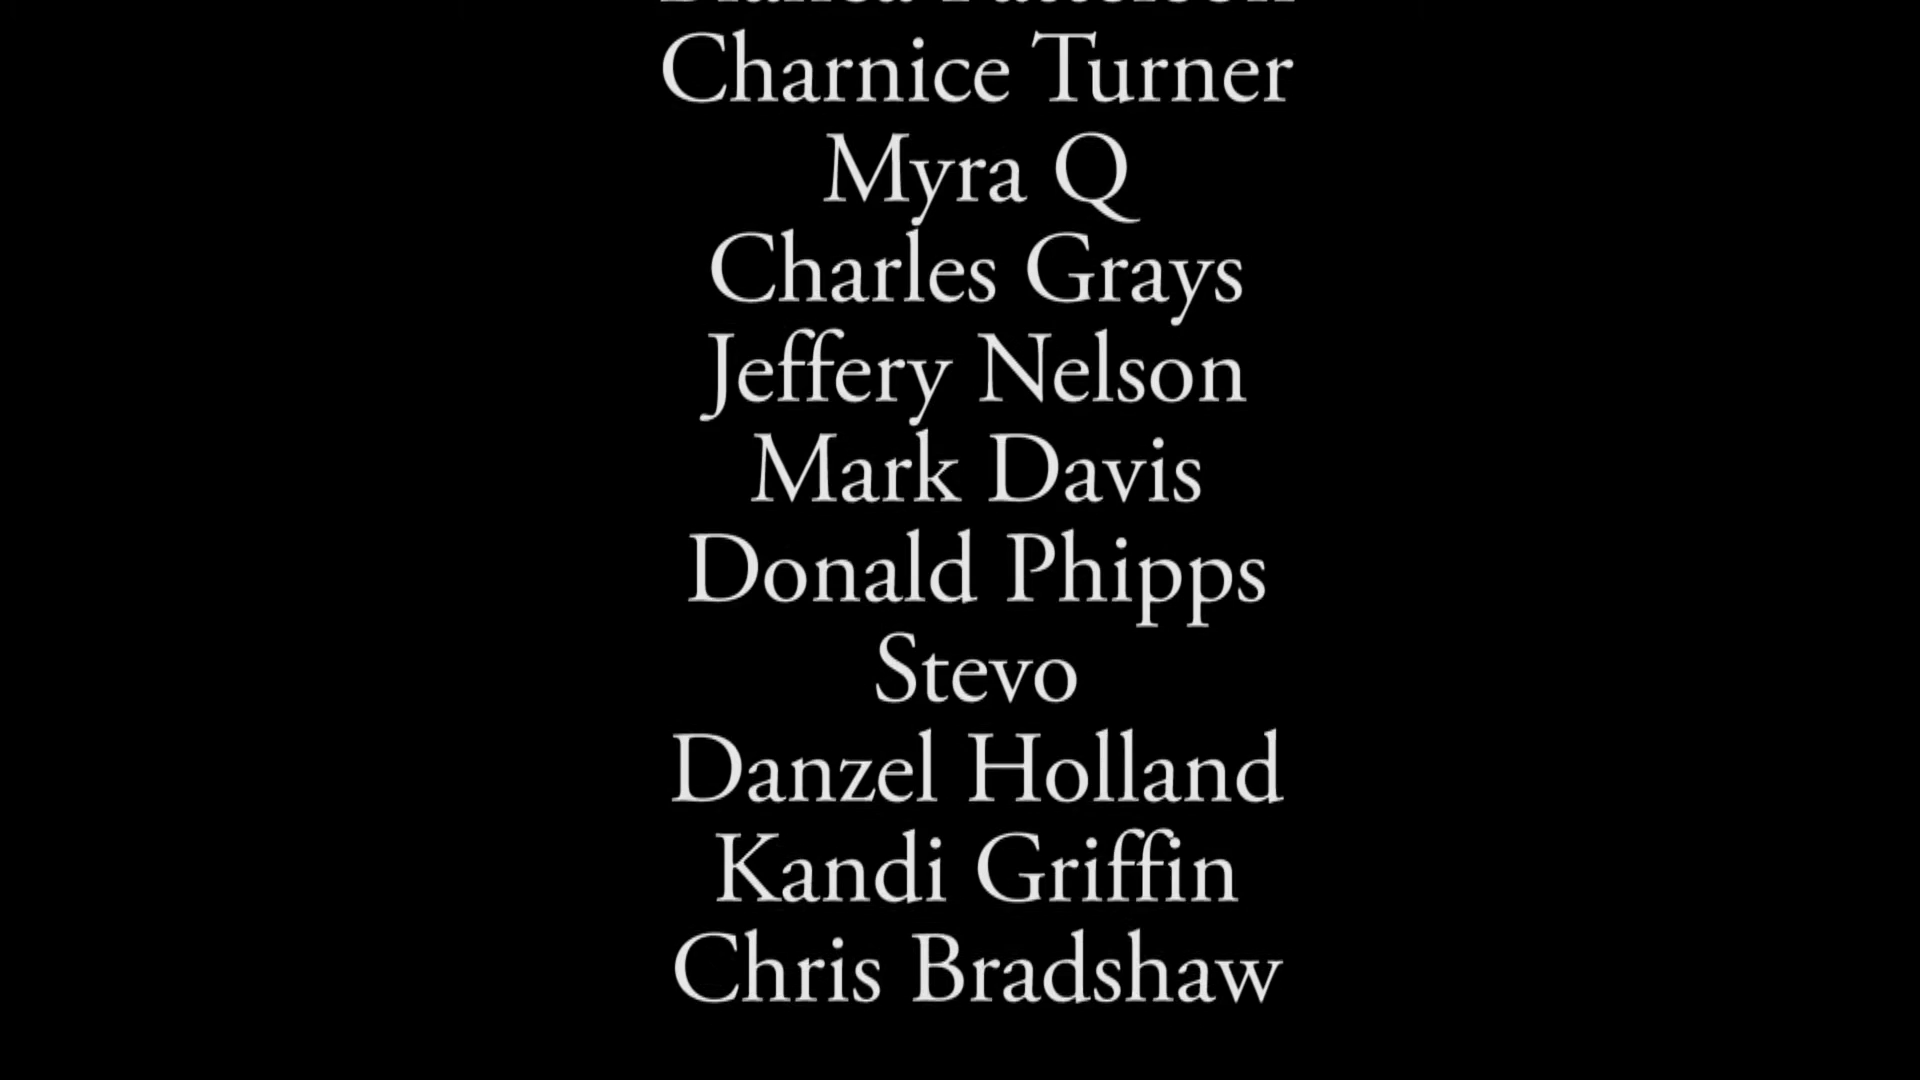 Charnice Turner
Myra Q
Charles Grays
Jeffery Nelson
Mark Davis
Donald Phipps
Stevo
Danzel Holland
Kandi Griffin
Chris Bradshaw